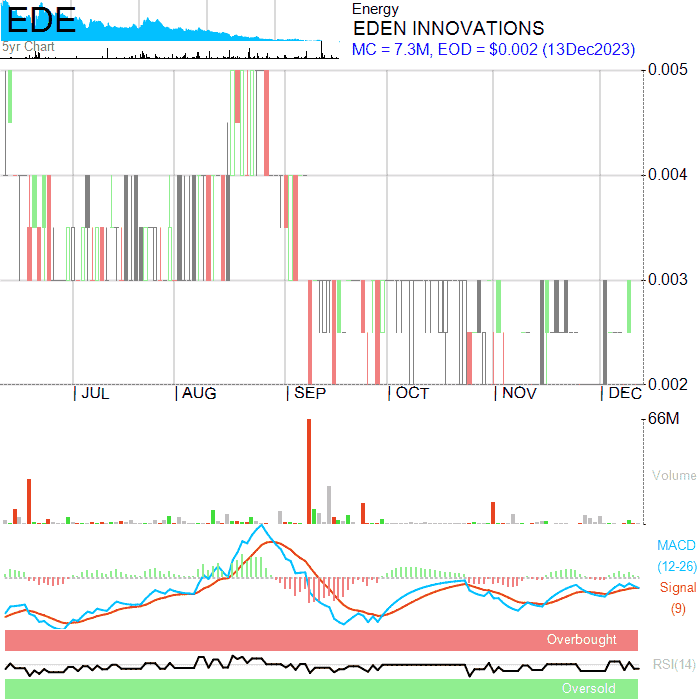 EDE
5yr Chart
Energy
EDEN INNOVATIONS
MC = 7.3M, EOD = $0.002 (13Dec2023)
0.005
0.004
0.003
0.002
JUL
AUG
SEP
OCT
NOV
DEC
66M
Volume
MACD
(12-26)
Signal
(9)
Overbought
RSI(14)
Oversold